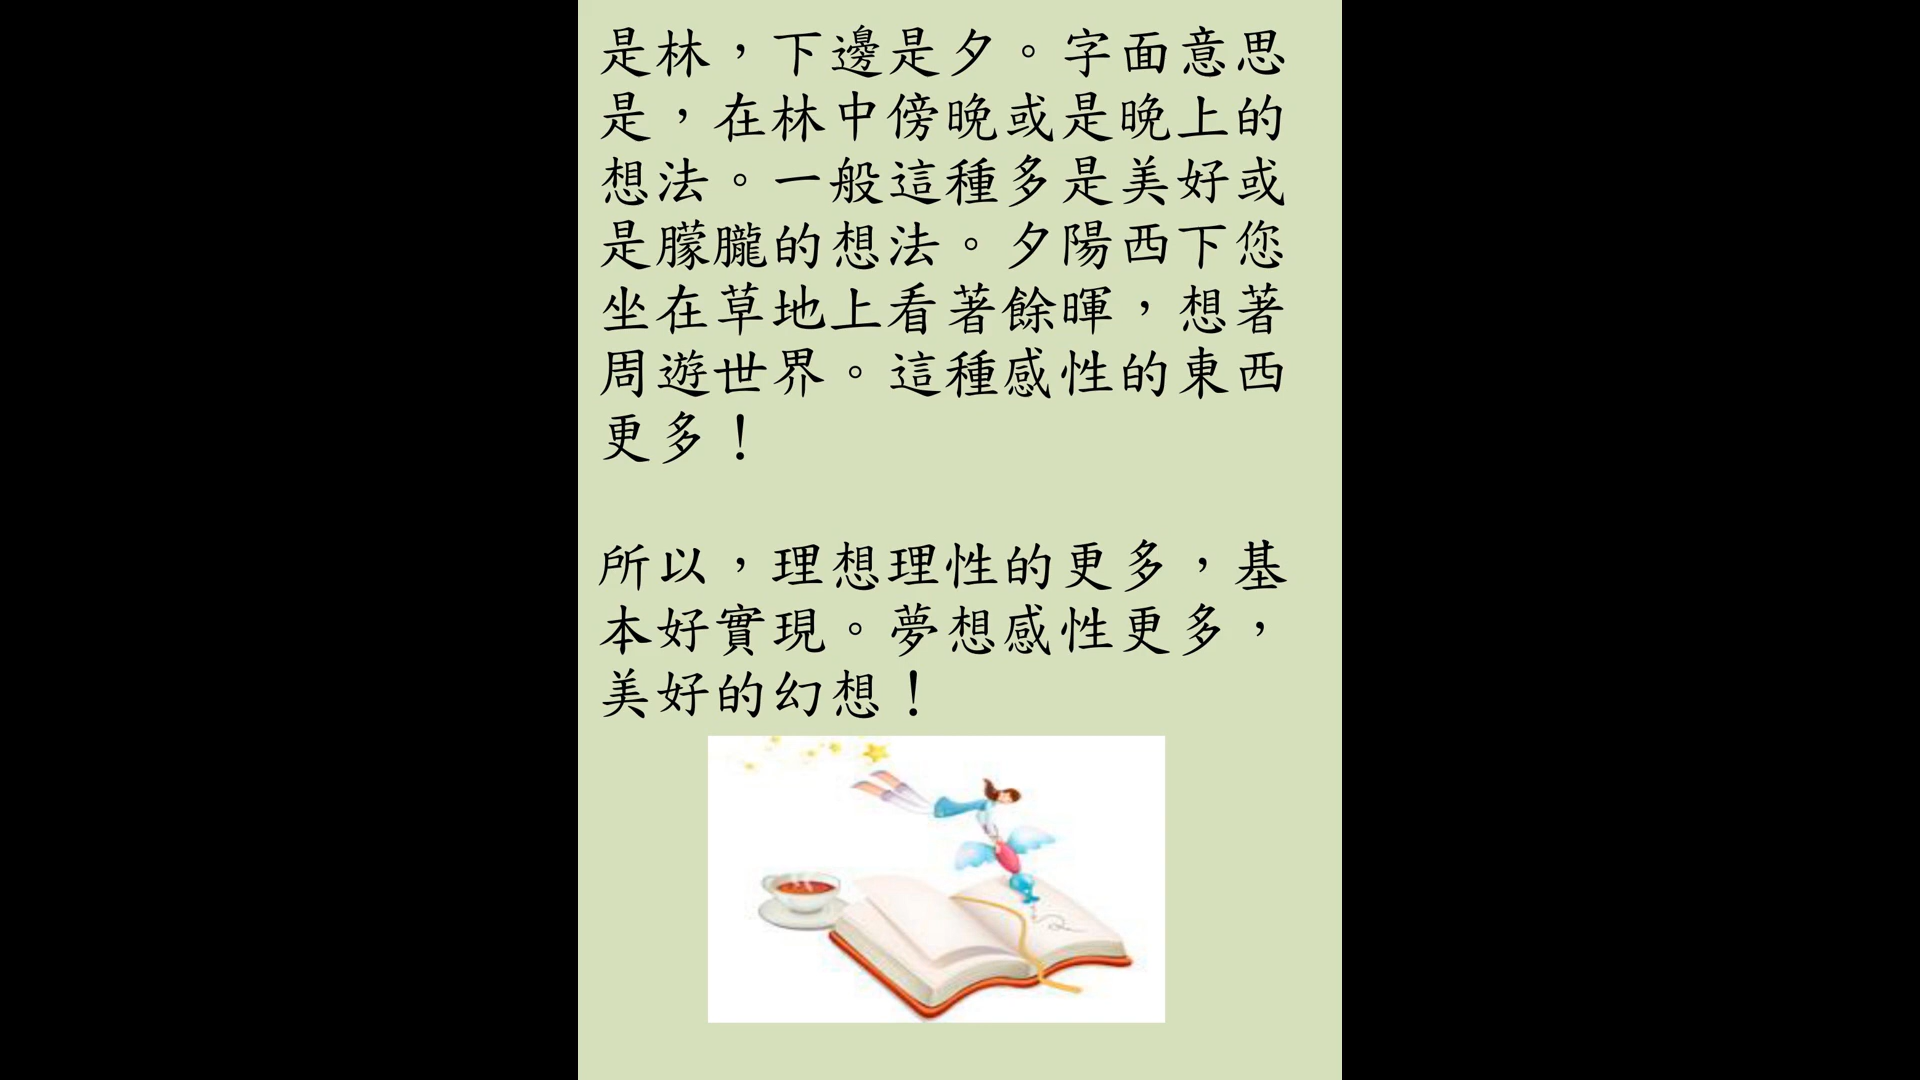 是林，下邊是夕。字面意思
是，在林中傍晚或是晚上的
想法。一般這種多是美好或
是朦朧的想法。夕陽西下您
坐在草地上看著餘暉，想著
周遊世界。這種感性的東西
更多！
所以，理想理性的更多，基
本好實現。夢想感性更多，
美好的幻想！